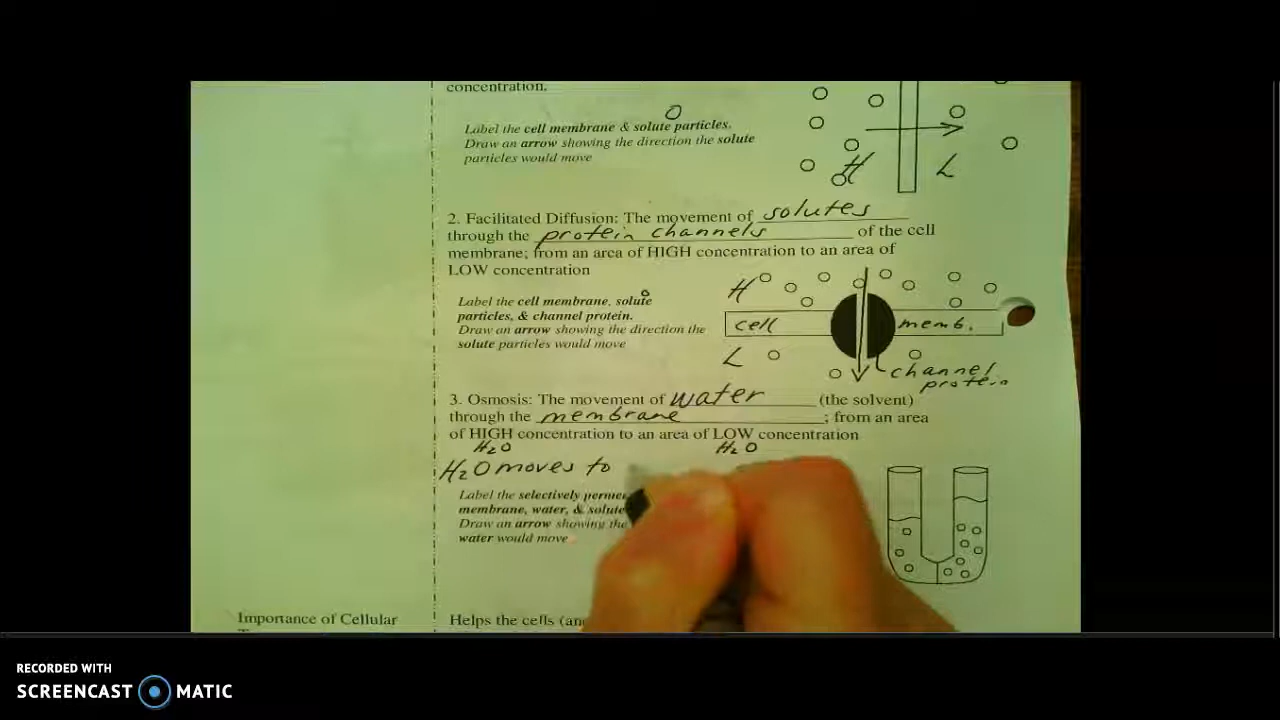 concentration.
Label the cell membrane & solute particles.
Draw an arrow showing the direction the solute
particles would move
H L
2. Facilitated Diffusion: The movement of solutes
through the protein channels of the cell
membrane; from an area of HIGH concentration to an area of
LOW concentration
H
Label the cell membrane, solute
particles, & channel protein.
Draw an arrow showing the direction the
solute particles would move
cell memb.
L
channel
protein
3. Osmosis: The movement of water (the solvent)
through the membrane ; from an area
of HIGH concentration to an area of LOW concentration
H2O H2O
H2O moves to
Label the selectively
membrane, water, & solute
Draw an arrow showing the
water would move
Importance of Cellular
Helps the cells
RECORDED WITH
SCREENCAST MATIC